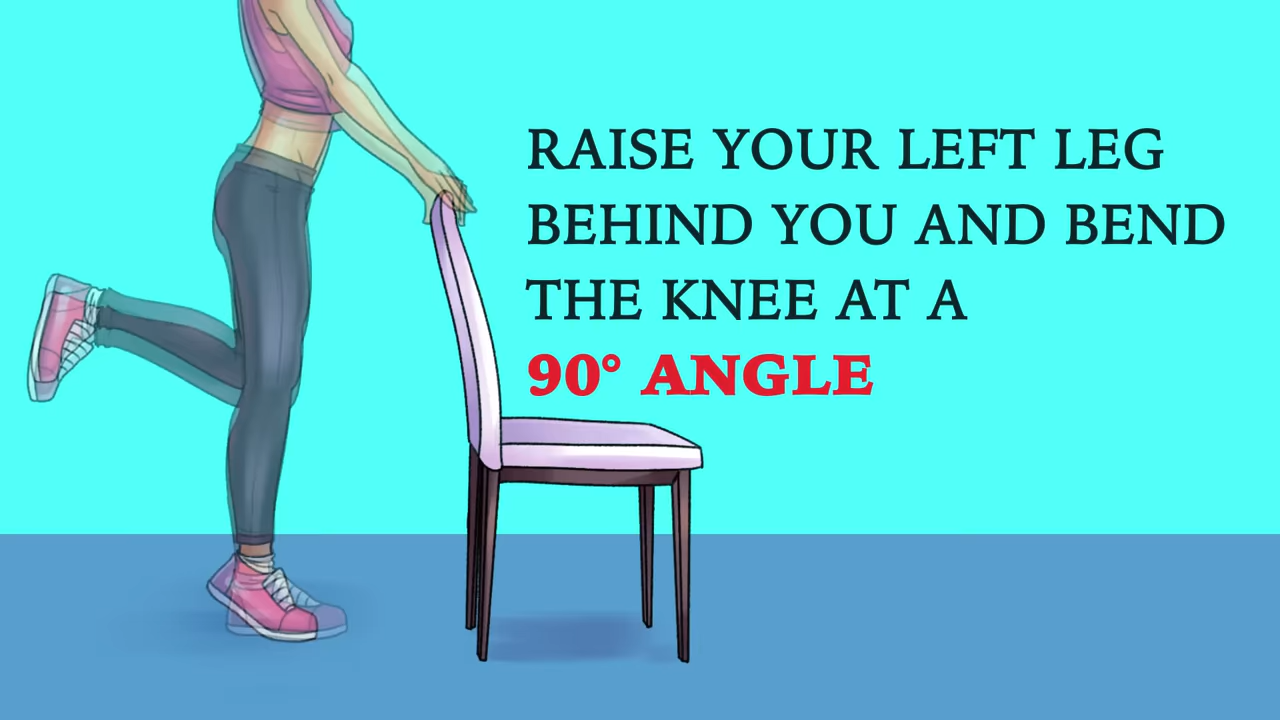 RAISE YOUR LEFT LEG
BEHIND YOU AND BEND
THE KNEE AT A
90° ANGLE